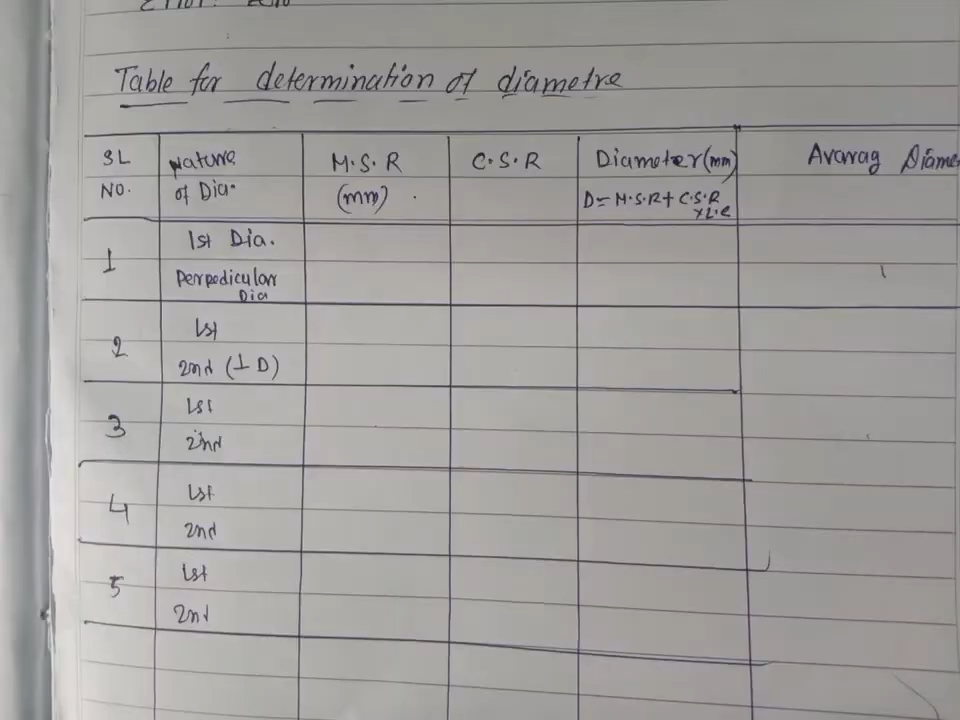 Table for determination of diametre
SL NO. Nature of Dia. M.S.R (mm) C.S.R Diameter(mm) D = M.S.R + C.S.R × L.C Avarag Diame
1 1st Dia.
Perpedicular Dia
2 1st
2nd (⊥ D)
3 1st
2nd
4 1st
2nd
5 1st
2nd